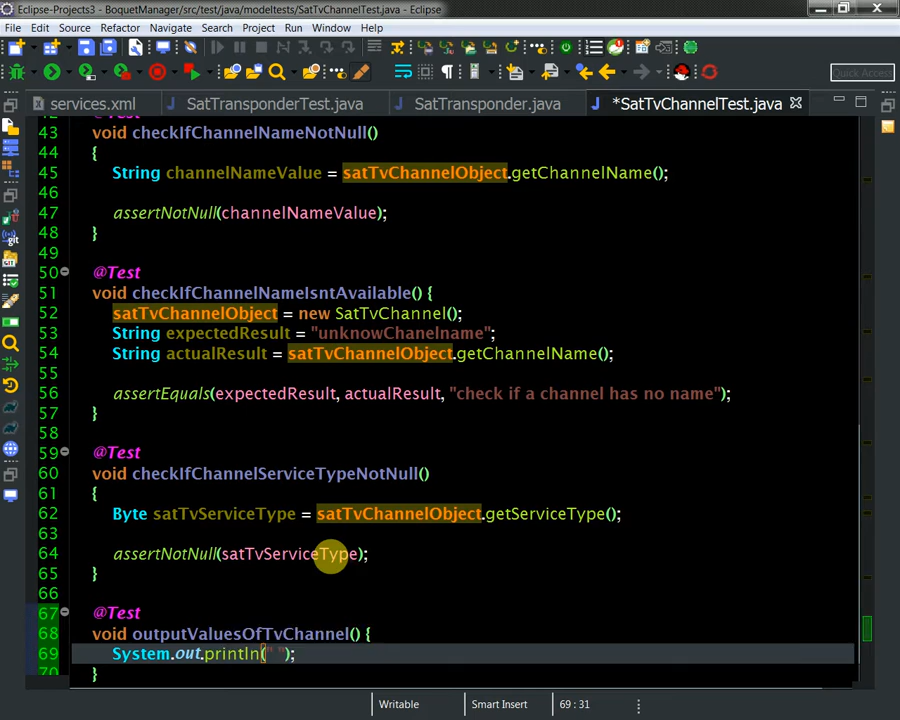 Eclipse-Projects3 - BoquetManager/src/test/java/modeltests/SatTvChannelTest.java - Eclipse
File Edit Source Refactor Navigate Search Project Run Window Help
Quick Access
services.xml SatTransponderTest.java SatTransponder.java *SatTvChannelTest.java
42 @Test
43 void checkIfChannelNameNotNull()
44 {
45 String channelNameValue = satTvChannelObject.getChannelName();
46
47 assertNotNull(channelNameValue);
48 }
49
50 @Test
51 void checkIfChannelNameIsntAvailable() {
52 satTvChannelObject = new SatTvChannel();
53 String expectedResult = "unknowChanelname";
54 String actualResult = satTvChannelObject.getChannelName();
55
56 assertEquals(expectedResult, actualResult, "check if a channel has no name");
57 }
58
59 @Test
60 void checkIfChannelServiceTypeNotNull()
61 {
62 Byte satTvServiceType = satTvChannelObject.getServiceType();
63
64 assertNotNull(satTvServiceType);
65 }
66
67 @Test
68 void outputValuesOfTvChannel() {
69 System.out.println(" ");
70 }
Writable Smart Insert 69 : 31